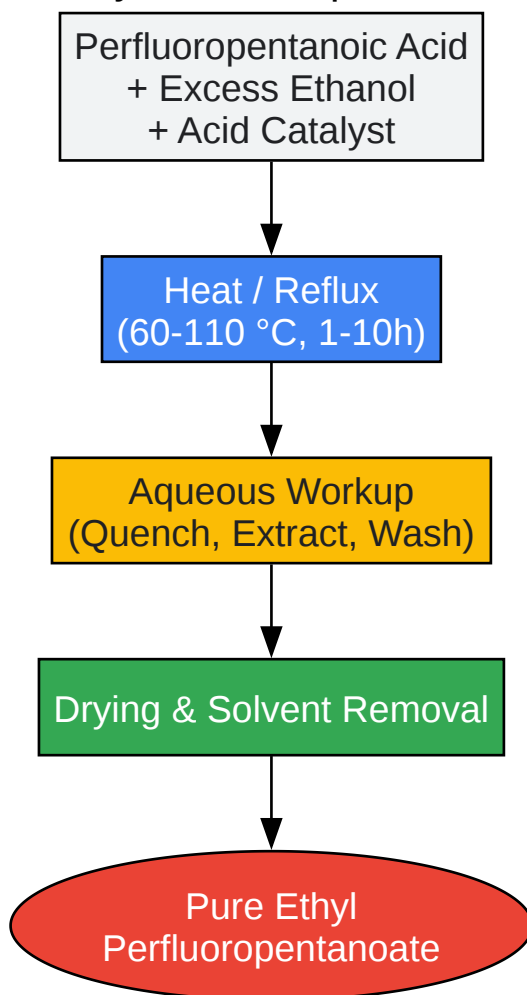 Perfluoropentanoic Acid
+ Excess Ethanol
+ Acid Catalyst
Heat / Reflux
(60-110 °C, 1-10h)
Aqueous Workup
(Quench, Extract, Wash)
Drying & Solvent Removal
Pure Ethyl
Perfluoropentanoate